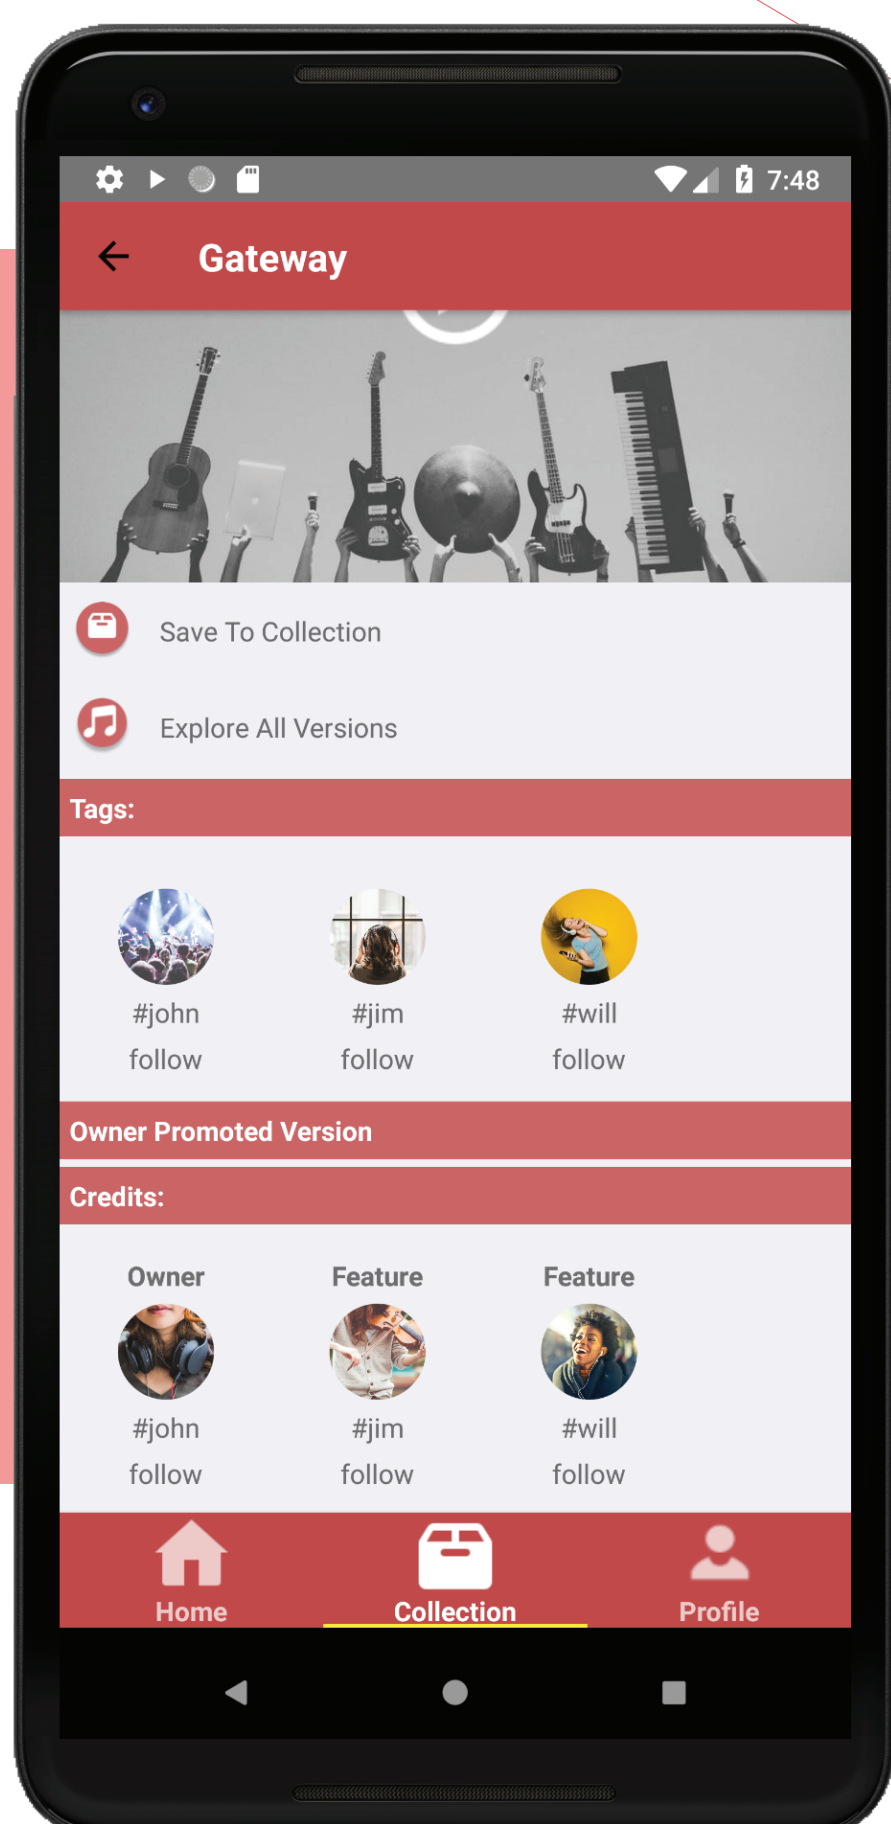 7:48
Gateway
Save To Collection
Explore All Versions
Tags:
#john #jim #will
follow follow follow
Owner Promoted Version
Credits:
Owner Feature Feature
#john #jim #will
follow follow follow
Home Collection Profile